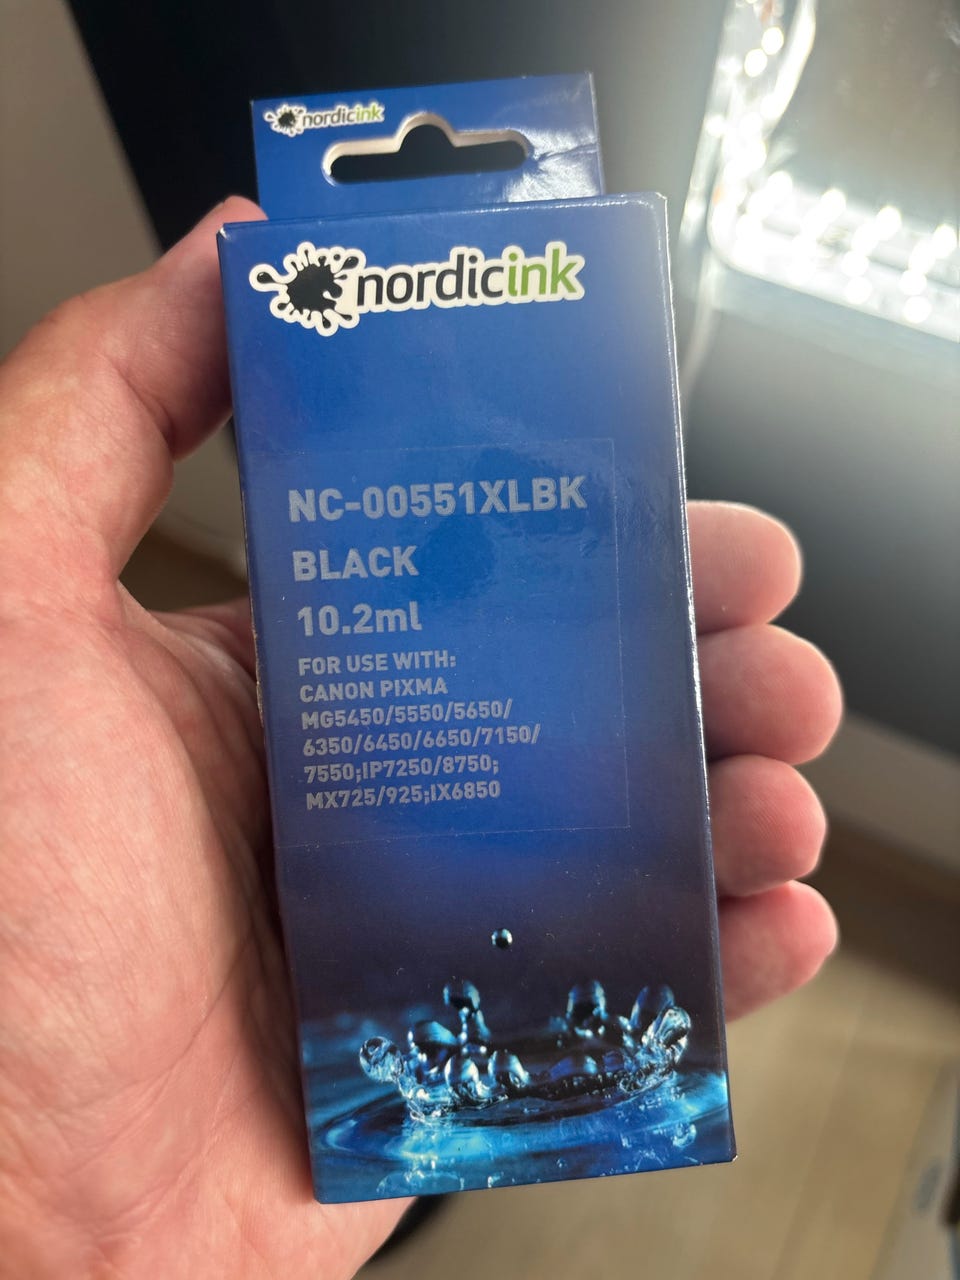 nordicink
nordicink
NC-00551XLBK
BLACK
10.2ml
FOR USE WITH:
CANON PIXMA
MG5450/5550/5650/
6350/6450/6650/7150/
7550;IP7250/8750;
MX725/925;IX6850